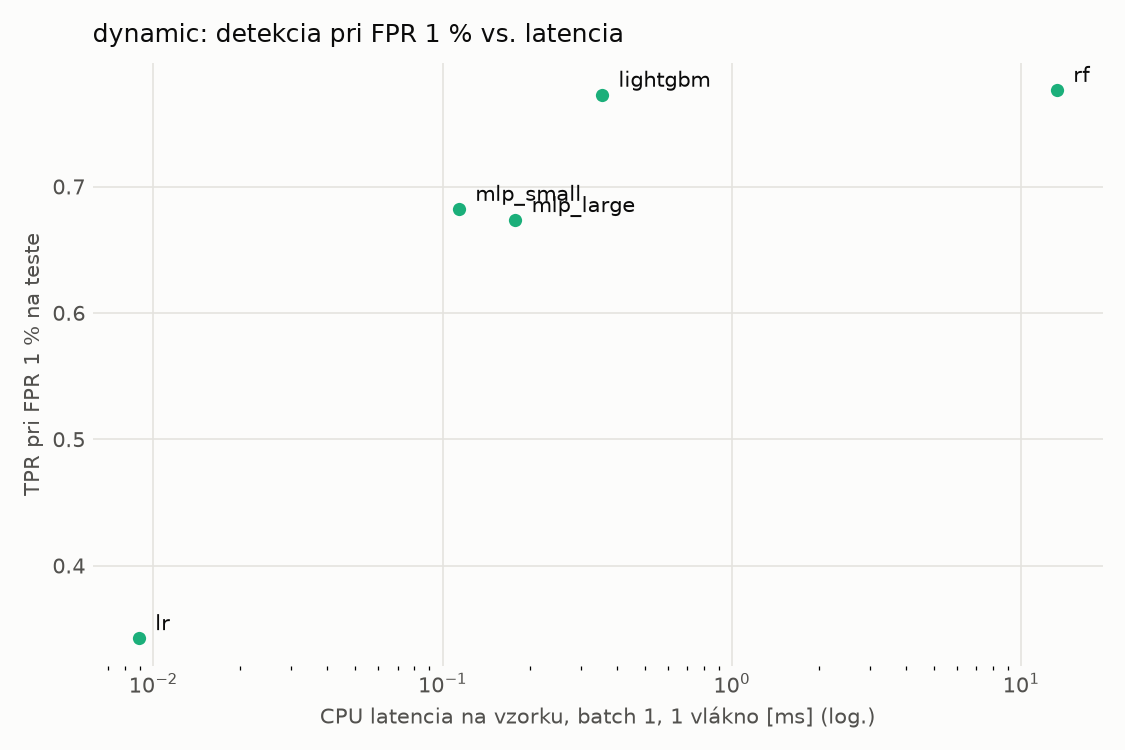 dynamic: detekcia pri FPR 1 % vs. latencia
lightgbm
rf
mlp_small
mlp_large
lr
TPR pri FPR 1 % na teste
0.7
0.6
0.5
0.4
10⁻²
10⁻¹
10⁰
10¹
CPU latencia na vzorku, batch 1, 1 vlákno [ms] (log.)